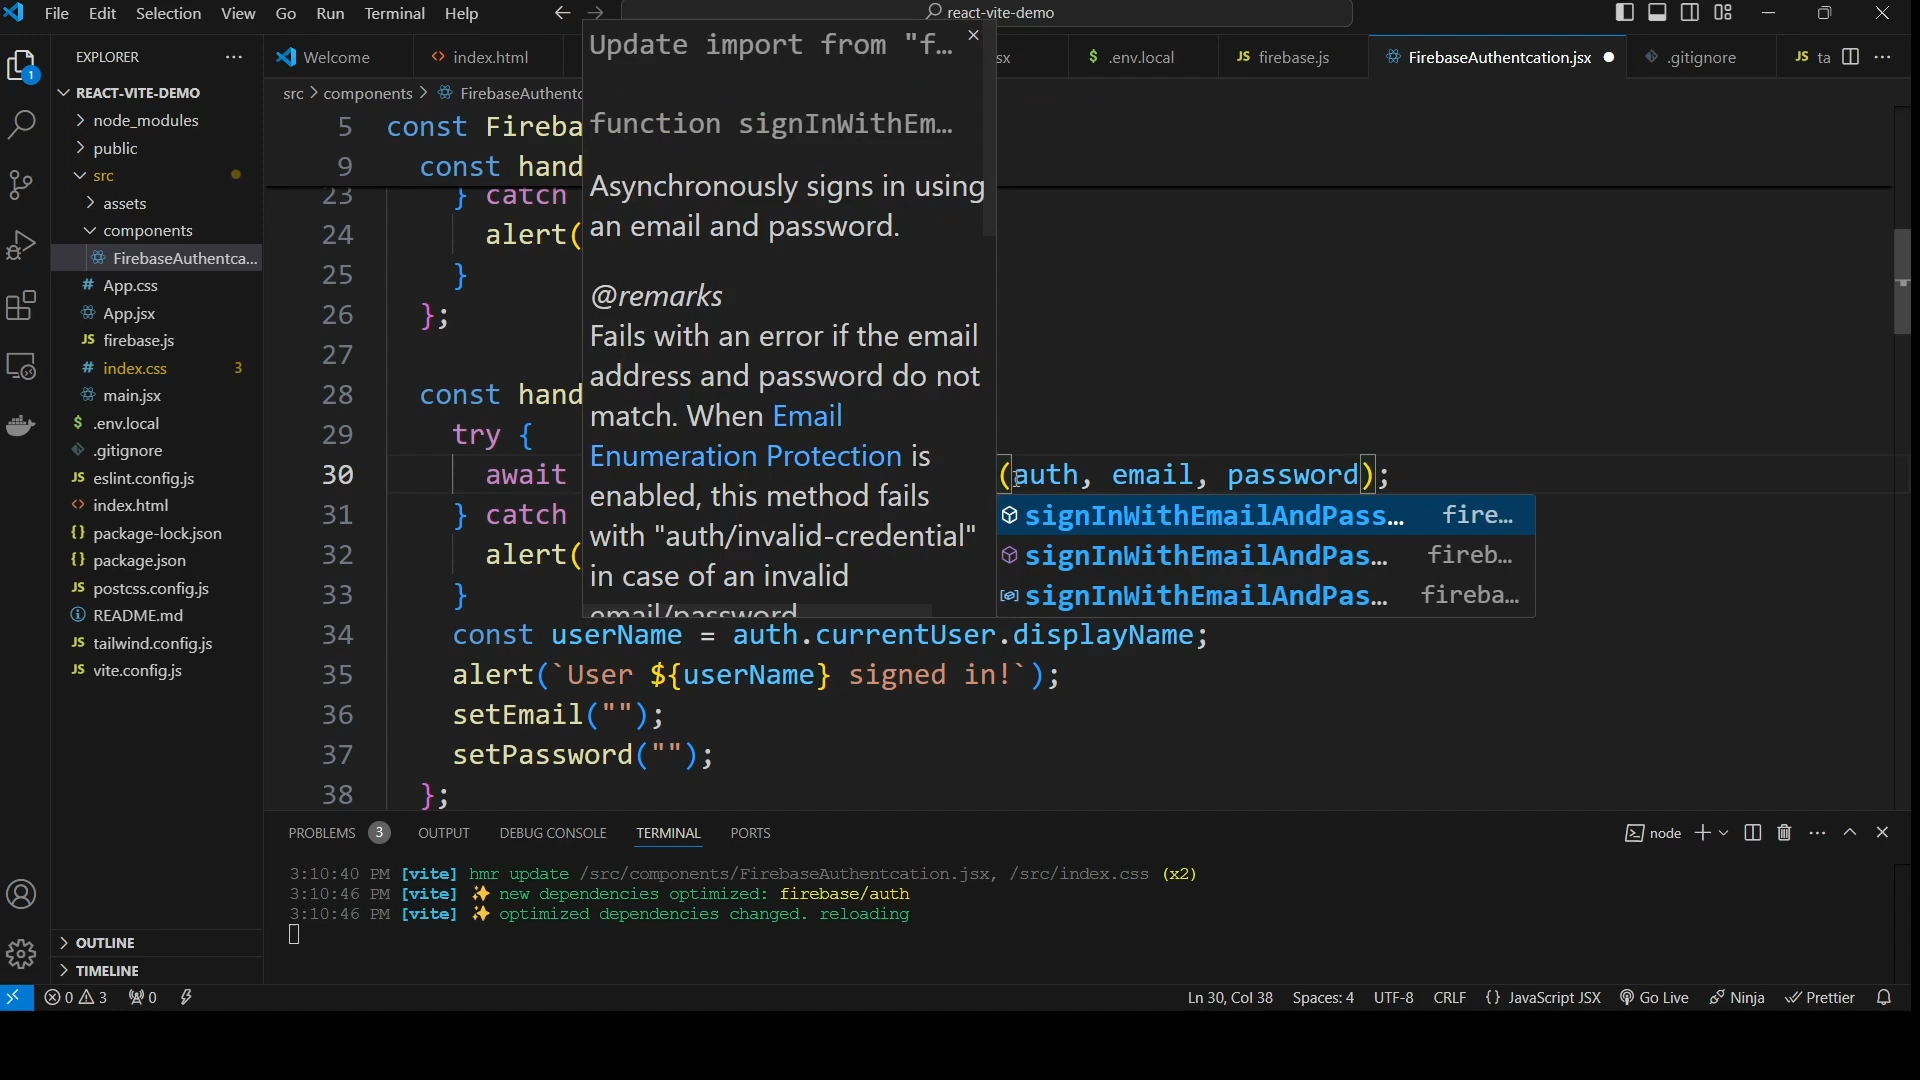 File Edit Selection View Go Run Terminal Help
react-vite-demo
EXPLORER
Welcome
index.html
sx
.env.local
firebase.js
FirebaseAuthentcation.jsx
.gitignore
ta
REACT-VITE-DEMO
node_modules
public
src
assets
components
FirebaseAuthentca...
App.css
App.jsx
firebase.js
index.css 3
main.jsx
.env.local
.gitignore
eslint.config.js
index.html
package-lock.json
package.json
postcss.config.js
README.md
tailwind.config.js
vite.config.js
OUTLINE
TIMELINE
1
src > components > FirebaseAuthentc
5 const Fireba
9 const hand
23 } catch
24 alert(
25 }
26 };
27
28 const hand
29 try {
30 await (auth, email, password);
31 } catch
32 alert(
33 }
34 const userName = auth.currentUser.displayName;
35 alert(`User ${userName} signed in!`);
36 setEmail("");
37 setPassword("");
38 };
Update import from "f...
function signInWithEm...
Asynchronously signs in using
an email and password.
@remarks
Fails with an error if the email
address and password do not
match. When Email
Enumeration Protection is
enabled, this method fails
with "auth/invalid-credential"
in case of an invalid
email/password
signInWithEmailAndPass... fire...
signInWithEmailAndPas... fireb...
signInWithEmailAndPas... fireba...
PROBLEMS 3 OUTPUT DEBUG CONSOLE TERMINAL PORTS
node
3:10:40 PM [vite] hmr update /src/components/FirebaseAuthentcation.jsx, /src/index.css (x2)
3:10:46 PM [vite] ✨ new dependencies optimized: firebase/auth
3:10:46 PM [vite] ✨ optimized dependencies changed. reloading
0 3 0
Ln 30, Col 38 Spaces: 4 UTF-8 CRLF {} JavaScript JSX Go Live Ninja Prettier